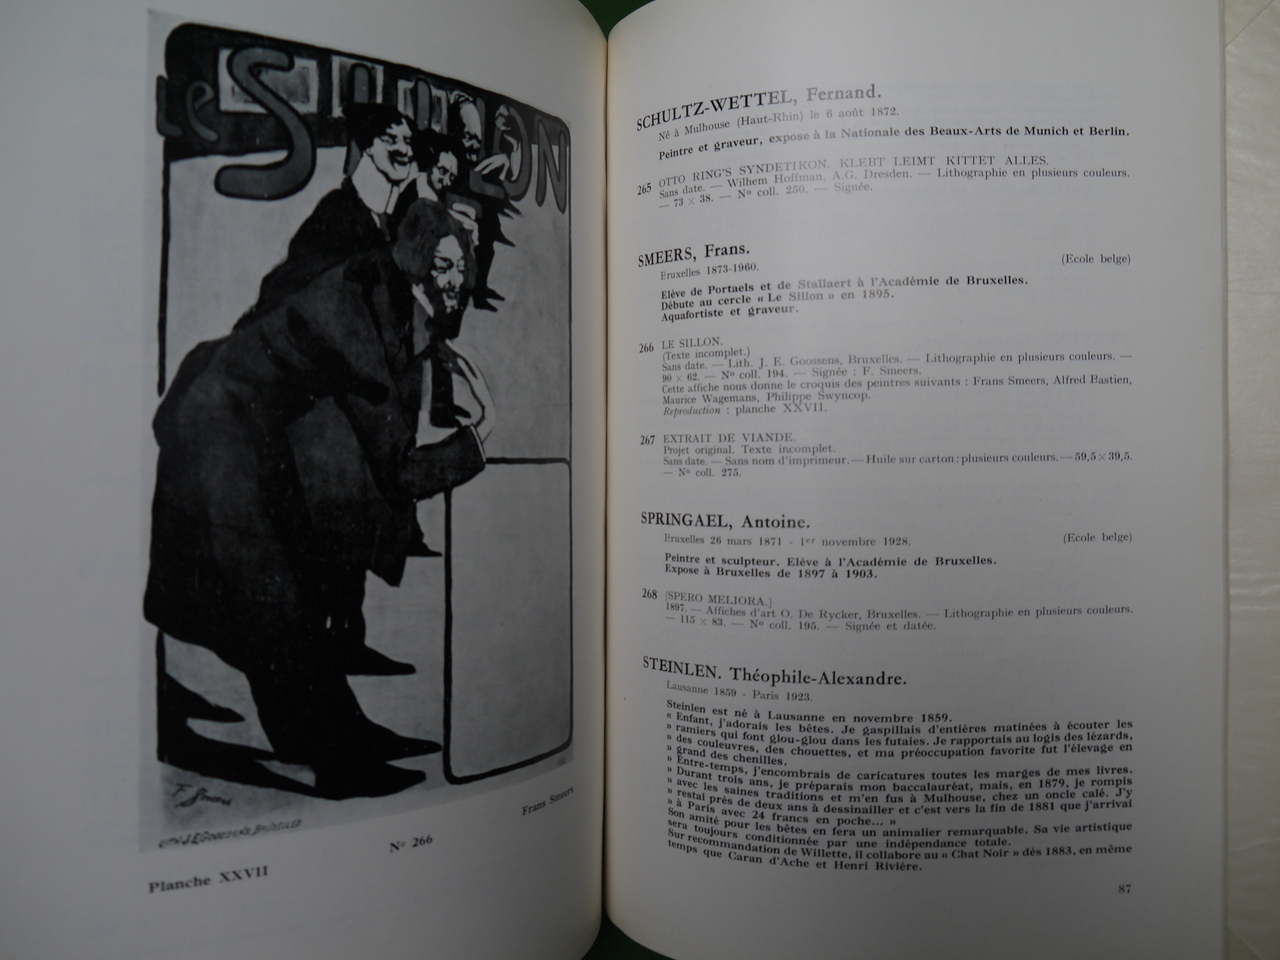 Le SILLON
F. Smeers
LITH. J. E. GOOSSENS, BRUXELLES
Frans Smeers
Nº 266
Planche XXVII
SCHULTZ-WETTEL, Fernand.
Né à Mulhouse (Haut-Rhin) le 6 août 1872.
Peintre et graveur, expose à la Nationale des Beaux-Arts de Munich et Berlin.
265 OTTO RING'S SYNDETIKON. KLEBT LEIMT KITTET ALLES.
Sans date. — Wilhem Hoffman. A.G. Dresden. — Lithographie en plusieurs couleurs.
— 73 × 38. — Nº coll. 250. — Signée.
SMEERS, Frans.
Bruxelles 1873-1960. (Ecole belge)
Elève de Portaels et de Stallaert à l'Académie de Bruxelles.
Débute au cercle « Le Sillon » en 1895.
Aquafortiste et graveur.
266 LE SILLON.
(Texte incomplet.)
Sans date. — Lith. J. E. Goossens, Bruxelles. — Lithographie en plusieurs couleurs. —
90 × 62. — Nº coll. 194. — Signée : F. Smeers.
Cette affiche nous donne le croquis des peintres suivants : Frans Smeers, Alfred Bastien,
Maurice Wagemans, Philippe Swyncop.
Reproduction : planche XXVII.
267 EXTRAIT DE VIANDE.
Projet original. Texte incomplet.
Sans date. — Sans nom d'imprimeur. — Huile sur carton : plusieurs couleurs. — 59,5 × 39,5.
— Nº coll. 275.
SPRINGAEL, Antoine.
Bruxelles 26 mars 1871 - 1er novembre 1928. (Ecole belge)
Peintre et sculpteur. Elève à l'Académie de Bruxelles.
Expose à Bruxelles de 1897 à 1903.
268 [SPERO MELIORA.]
1897. — Affiches d'art O. De Rycker, Bruxelles. — Lithographie en plusieurs couleurs.
— 115 × 83. — Nº coll. 195. — Signée et datée.
STEINLEN. Théophile-Alexandre.
Lausanne 1859 - Paris 1923.
Steinlen est né à Lausanne en novembre 1859.
« Enfant, j'adorais les bêtes. Je gaspillais d'entières matinées à écouter les
» ramiers qui font glou-glou dans les futaies. Je rapportais au logis des lézards,
» des couleuvres, des chouettes, et ma préoccupation favorite fut l'élevage en
» grand des chenilles.
» Entre-temps, j'encombrais de caricatures toutes les marges de mes livres.
» Durant trois ans, je préparais mon baccalauréat, mais, en 1879, je rompis
» avec les saines traditions et m'en fus à Mulhouse, chez un oncle calé. J'y
» restai près de deux ans à dessinailler et c'est vers la fin de 1881 que j'arrivai
» à Paris avec 24 francs en poche... »
Son amitié pour les bêtes en fera un animalier remarquable. Sa vie artistique
sera toujours conditionnée par une indépendance totale.
Sur recommandation de Willette, il collabore au « Chat Noir » dès 1883, en même
temps que Caran d'Ache et Henri Rivière.
87